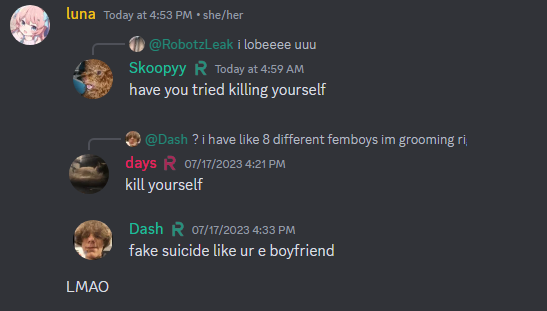 luna Today at 4:53 PM • she/her
@RobotzLeak i lobeeee uuu
Skoopyy R Today at 4:59 AM
have you tried killing yourself
@Dash ? i have like 8 different femboys im grooming ri
days R 07/17/2023 4:21 PM
kill yourself
Dash R 07/17/2023 4:33 PM
fake suicide like ur e boyfriend
LMAO